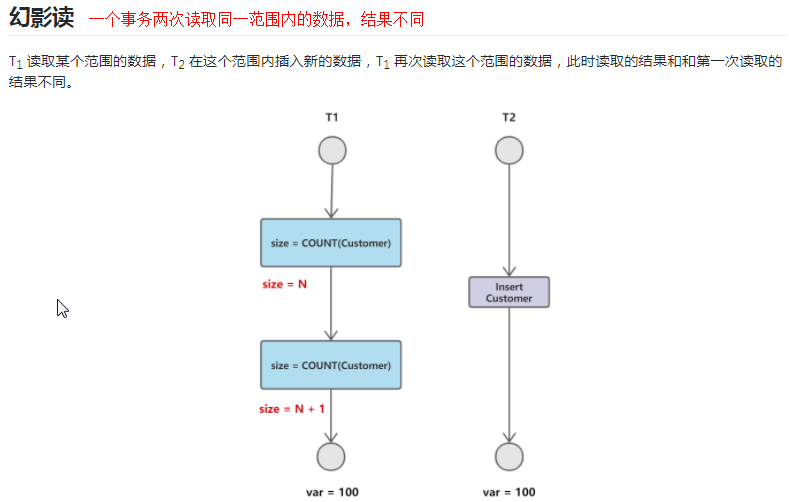 幻影读 一个事务两次读取同一范围内的数据，结果不同
T1 读取某个范围的数据，T2 在这个范围内插入新的数据，T1 再次读取这个范围的数据，此时读取的结果和和第一次读取的
结果不同。
T1 T2
size = COUNT(Customer)
size = N
Insert
Customer
size = COUNT(Customer)
size = N + 1
var = 100 var = 100